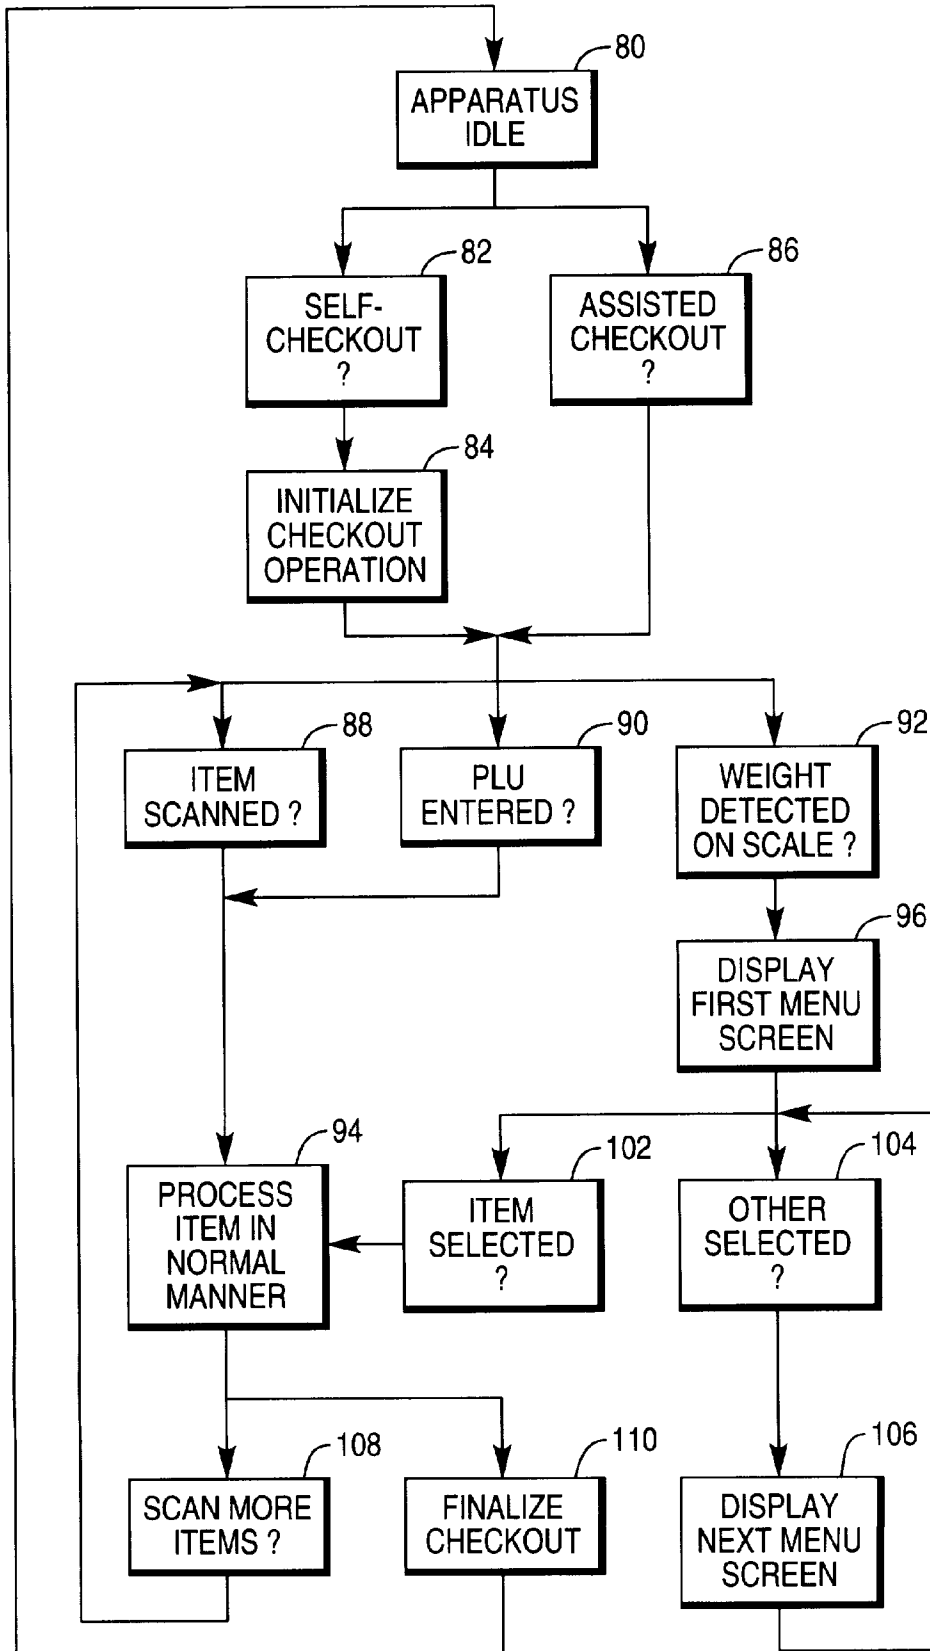 80
APPARATUS
IDLE
82
SELF-
CHECKOUT
?
86
ASSISTED
CHECKOUT
?
84
INITIALIZE
CHECKOUT
OPERATION
88
ITEM
SCANNED ?
90
PLU
ENTERED ?
92
WEIGHT
DETECTED
ON SCALE ?
96
DISPLAY
FIRST MENU
SCREEN
94
PROCESS
ITEM IN
NORMAL
MANNER
102
ITEM
SELECTED
?
104
OTHER
SELECTED
?
108
SCAN MORE
ITEMS ?
110
FINALIZE
CHECKOUT
106
DISPLAY
NEXT MENU
SCREEN